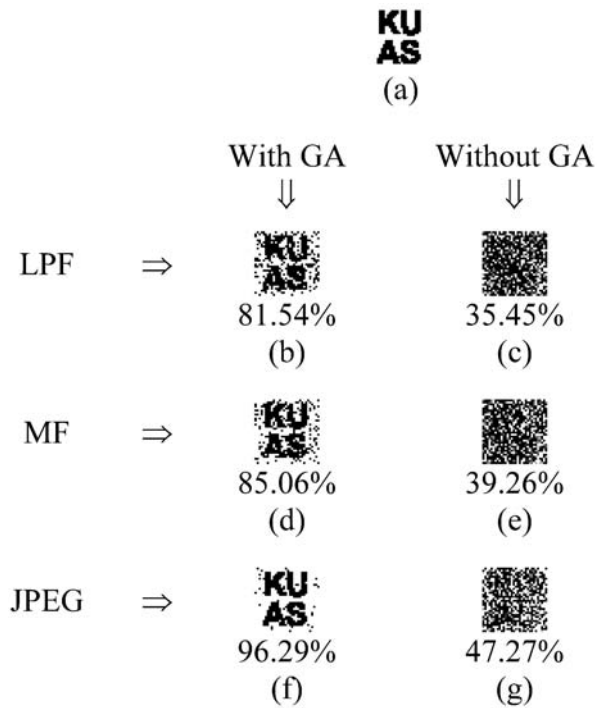 KU
AS
(a)
With GA Without GA
⇓ ⇓
LPF ⇒ KU
AS
81.54% 35.45%
(b) (c)
MF ⇒ KU
AS
85.06% 39.26%
(d) (e)
JPEG ⇒ KU
AS
96.29% 47.27%
(f) (g)